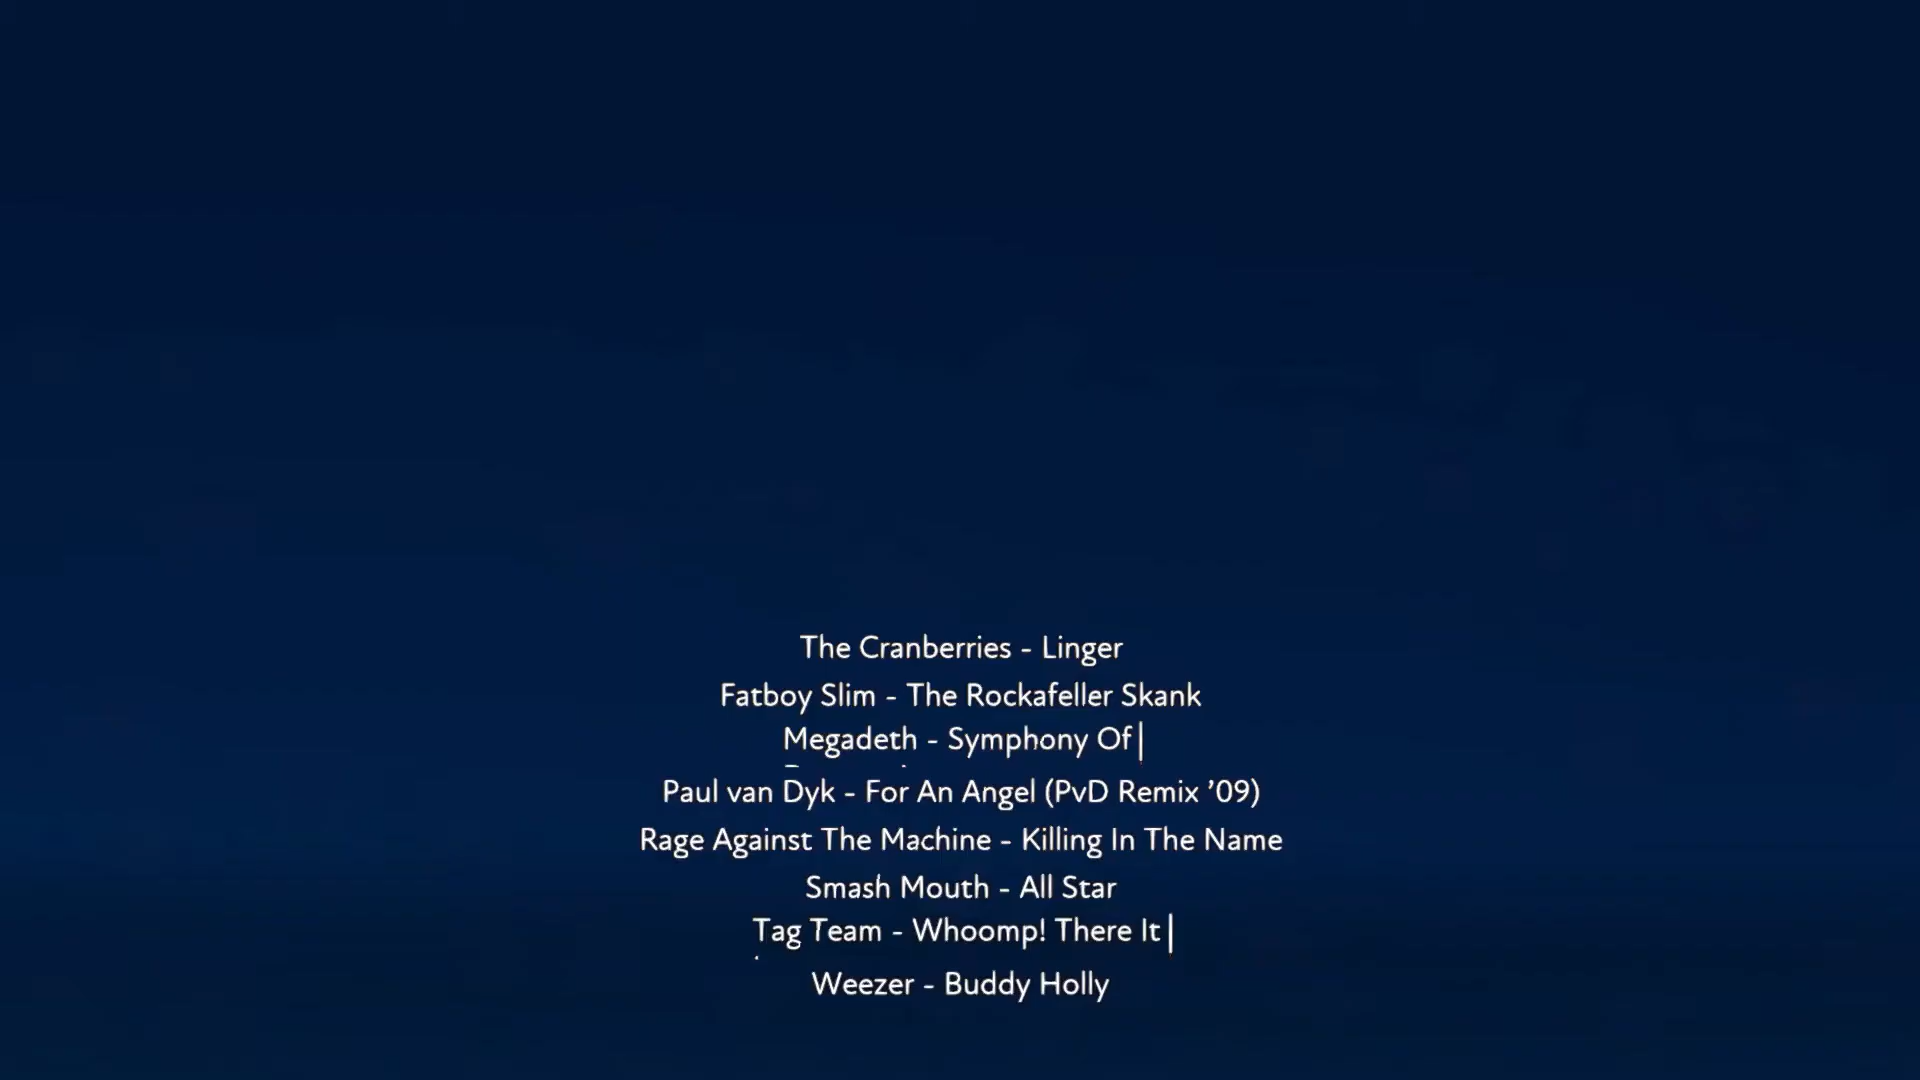 The Cranberries - Linger
Fatboy Slim - The Rockafeller Skank
Megadeth - Symphony Of
Paul van Dyk - For An Angel (PvD Remix ’09)
Rage Against The Machine - Killing In The Name
Smash Mouth - All Star
Tag Team - Whoomp! There It
Weezer - Buddy Holly